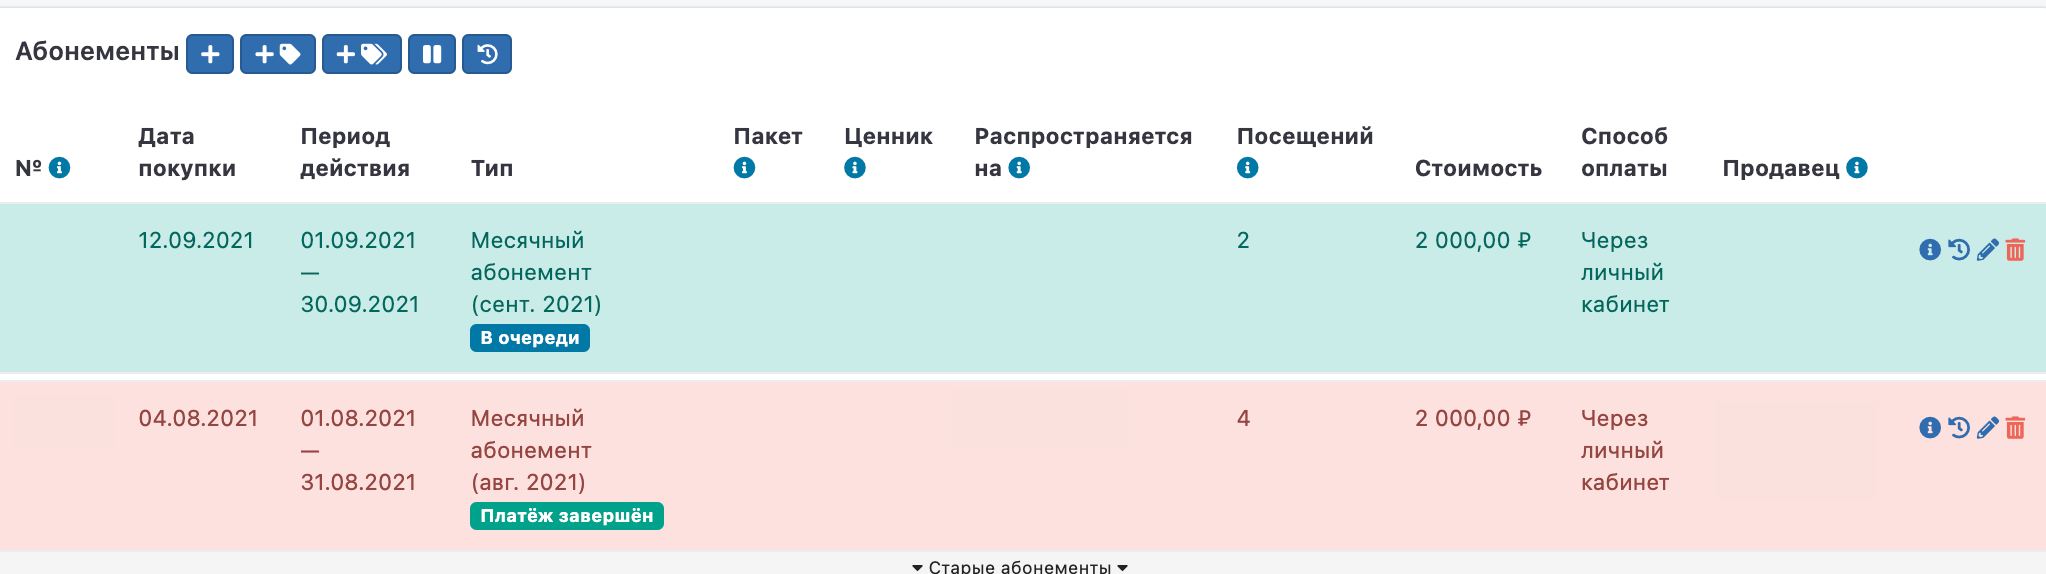 Абонементы
№
Дата покупки
Период действия
Тип
Пакет
Ценник
Распространяется на
Посещений
Стоимость
Способ оплаты
Продавец
12.09.2021
01.09.2021
—
30.09.2021
Месячный
абонемент
(сент. 2021)
В очереди
2
2 000,00 ₽
Через
личный
кабинет
04.08.2021
01.08.2021
—
31.08.2021
Месячный
абонемент
(авг. 2021)
Платёж завершён
4
2 000,00 ₽
Через
личный
кабинет
Старые абонементы